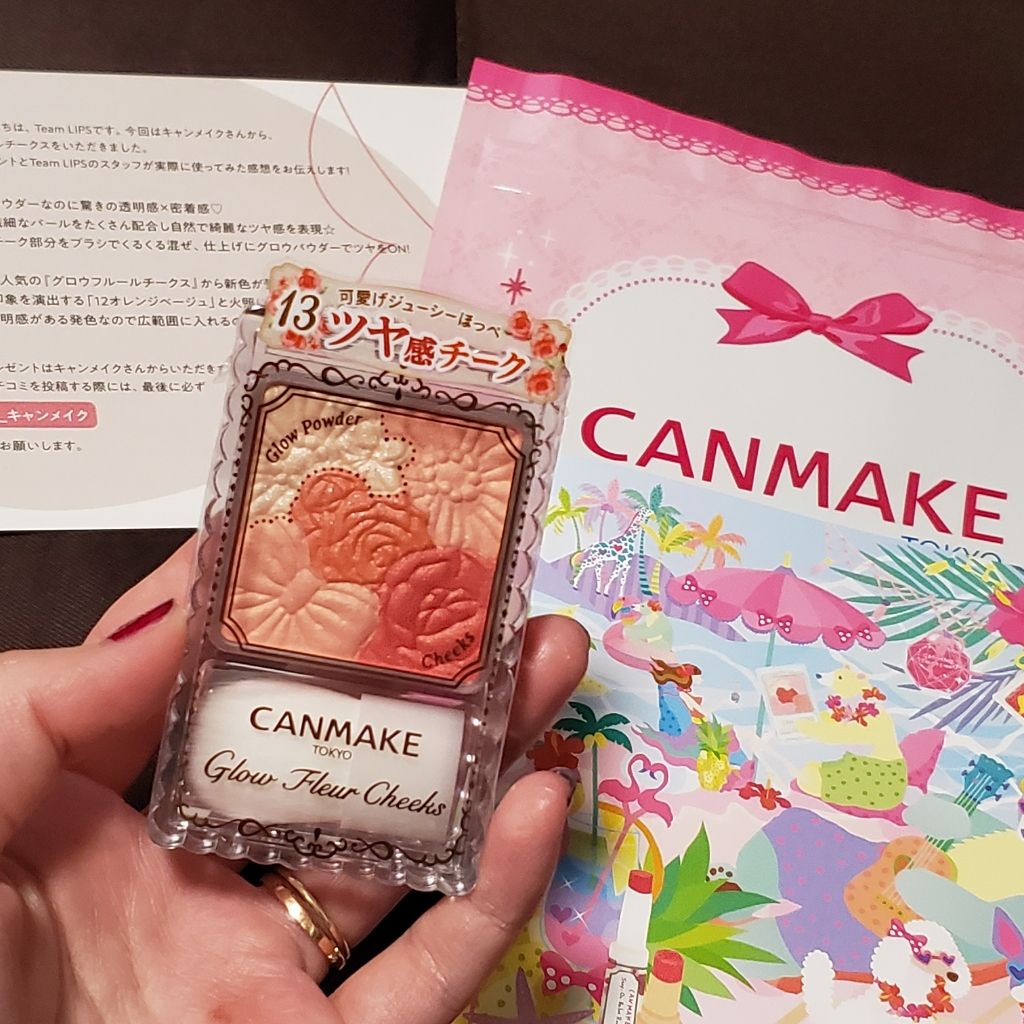 ちは、Team LIPSです。今回はキャンメイクさんから、
ルチークスをいただきました。
ントとTeam LIPSのスタッフが実際に使ってみた感想をお伝えします!
ウダーなのに驚きの透明感×密着感♡
細なパールをたくさん配合し自然で綺麗なツヤ感を表現☆
ーク部分をブラシでくるくる混ぜ、仕上げにグロウパウダーでツヤをON!
人気の『グロウフルールチークス』から新色が
象を演出する「12オレンジベージュ」と火照
明感がある発色なので広範囲に入れるの
レゼントはキャンメイクさんからいただき
チコミを投稿する際には、最後に必ず
_キャンメイク
お願いします。
13
可愛げジューシーほっぺ
ツヤ感チーク
Glow Powder
Cheeks
CANMAKE
TOKYO
Glow Fleur Cheeks
CANMAKE
TOKYO